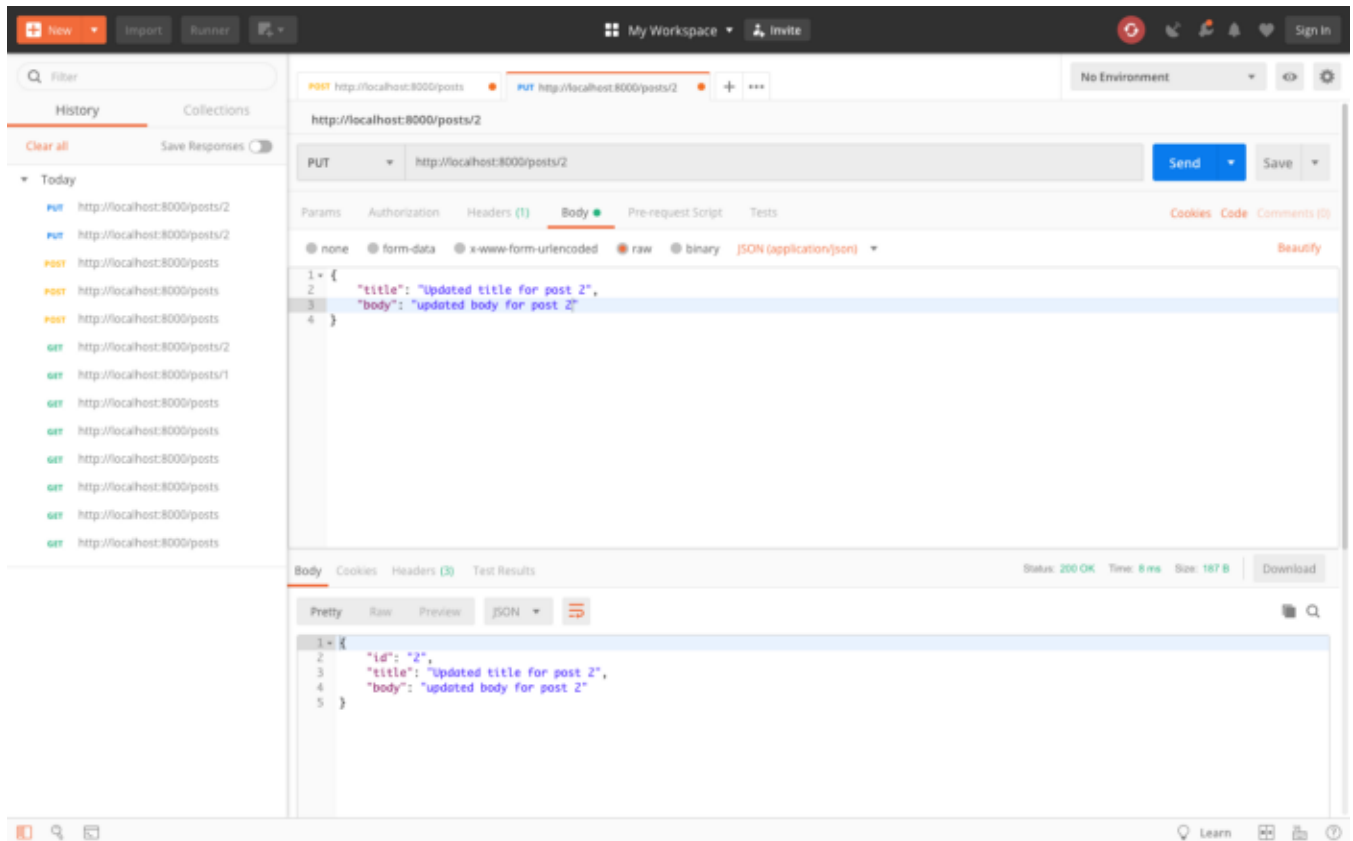 New Import Runner My Workspace Invite Sign In
Filter
History Collections
Clear all Save Responses
Today
PUT http://localhost:8000/posts/2
PUT http://localhost:8000/posts/2
POST http://localhost:8000/posts
POST http://localhost:8000/posts
POST http://localhost:8000/posts
GET http://localhost:8000/posts/2
GET http://localhost:8000/posts/1
GET http://localhost:8000/posts
GET http://localhost:8000/posts
GET http://localhost:8000/posts
GET http://localhost:8000/posts
GET http://localhost:8000/posts
GET http://localhost:8000/posts
POST http://localhost:8000/posts PUT http://localhost:8000/posts/2 + ••• No Environment
http://localhost:8000/posts/2
PUT http://localhost:8000/posts/2 Send Save
Params Authorization Headers (1) Body Pre-request Script Tests Cookies Code Comments (0)
none form-data x-www-form-urlencoded raw binary JSON (application/json) Beautify
1 {
2 "title": "Updated title for post 2",
3 "body": "updated body for post 2"
4 }
Body Cookies Headers (3) Test Results Status: 200 OK Time: 8 ms Size: 187 B Download
Pretty Raw Preview JSON
1 {
2 "id": "2",
3 "title": "Updated title for post 2",
4 "body": "updated body for post 2"
5 }
Learn